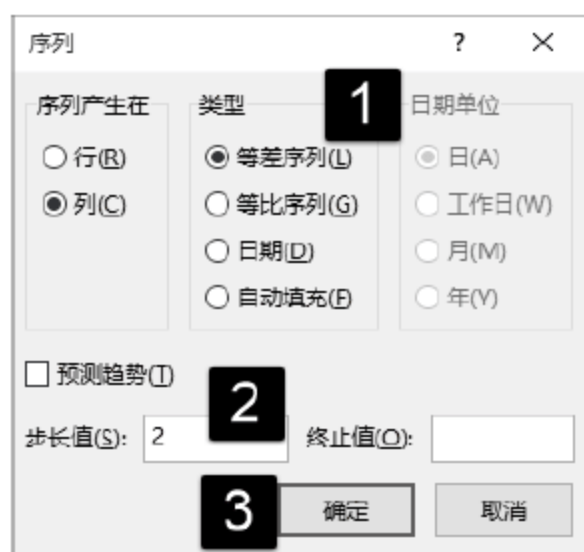 序列 ? ×
序列产生在 类型 1 日期单位
行(R) 等差序列(L) 日(A)
列(C) 等比序列(G) 工作日(W)
日期(D) 月(M)
自动填充(F) 年(Y)
预测趋势(T)
2
步长值(S): 2 终止值(O):
3 确定 取消